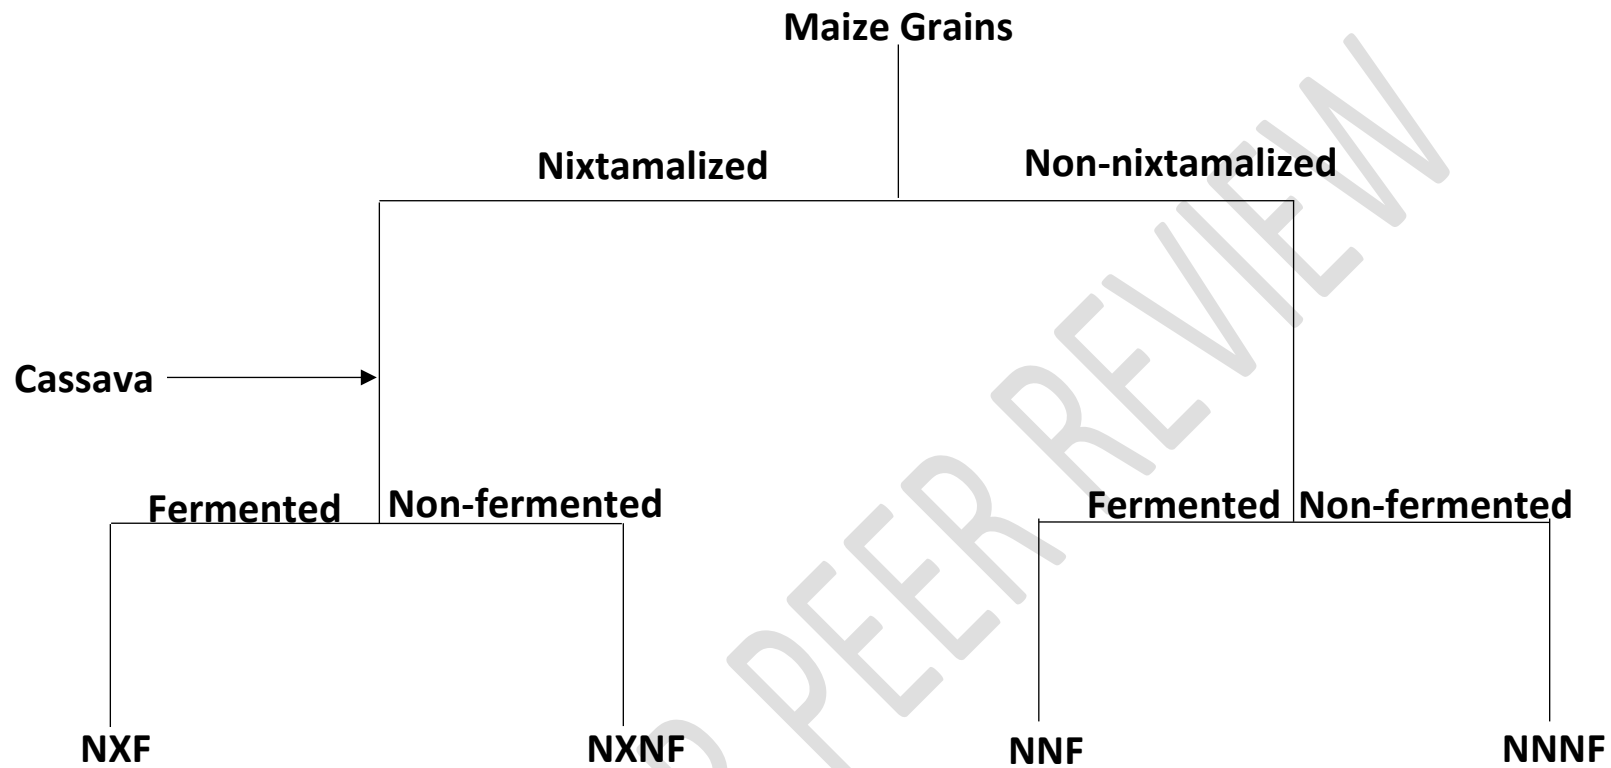 Maize Grains
Nixtamalized
Non-nixtamalized
Cassava
Fermented
Non-fermented
Fermented
Non-fermented
NXF
NXNF
NNF
NNNF
PEER REVIEW